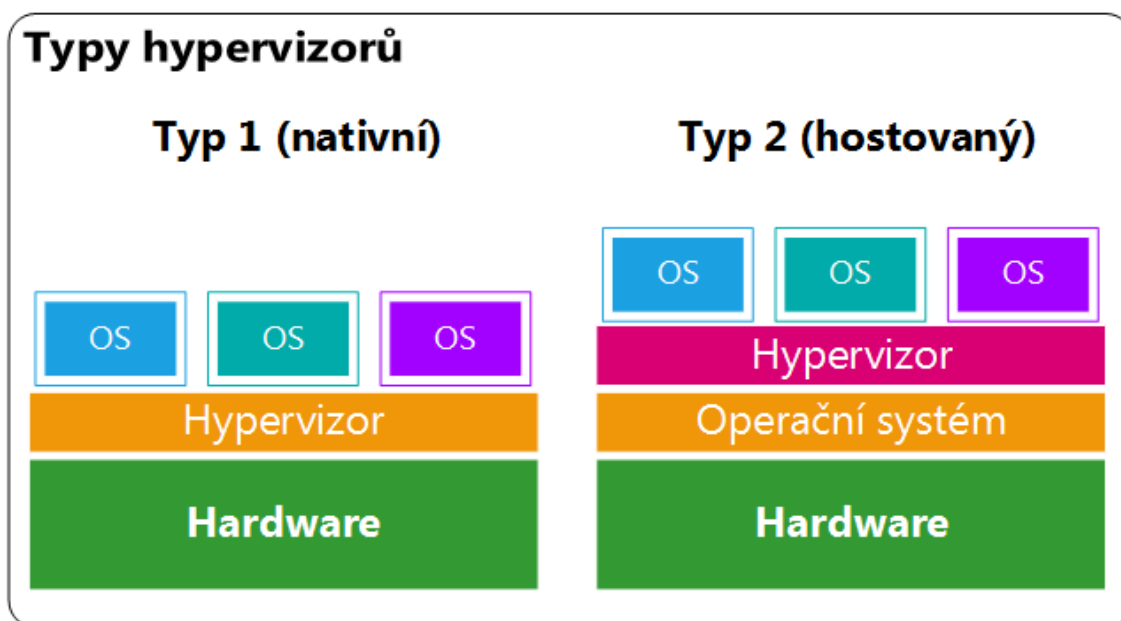 Typy hypervizorů
Typ 1 (nativní)
OS OS OS
Hypervizor
Hardware
Typ 2 (hostovaný)
OS OS OS
Hypervizor
Operační systém
Hardware